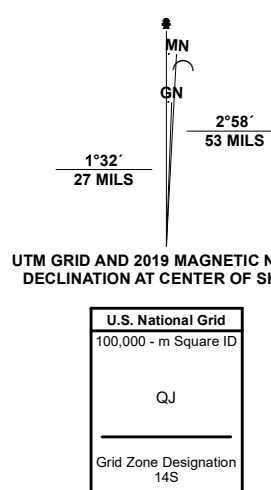 MN
GN
2°58´
53 MILS
1°32´
27 MILS
UTM GRID AND 2019 MAGNETIC N
DECLINATION AT CENTER OF SH
U.S. National Grid
100,000 - m Square ID
QJ
Grid Zone Designation
14S